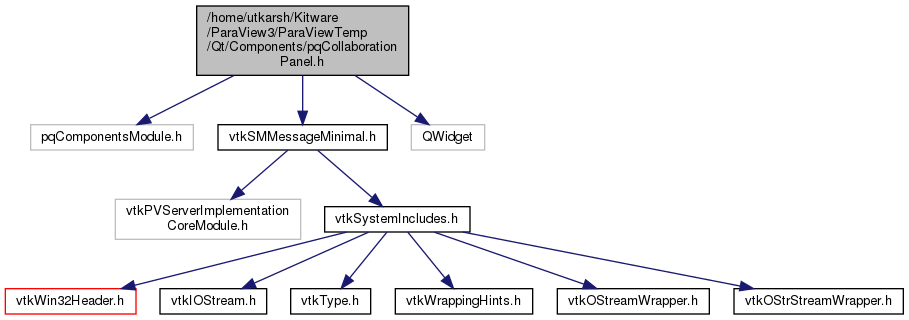 /home/utkarsh/Kitware
/ParaView3/ParaViewTemp
/Qt/Components/pqCollaboration
Panel.h
pqComponentsModule.h
vtkSMMessageMinimal.h
QWidget
vtkPVServerImplementation
CoreModule.h
vtkSystemIncludes.h
vtkWin32Header.h
vtkIOStream.h
vtkType.h
vtkWrappingHints.h
vtkOStreamWrapper.h
vtkOStrStreamWrapper.h